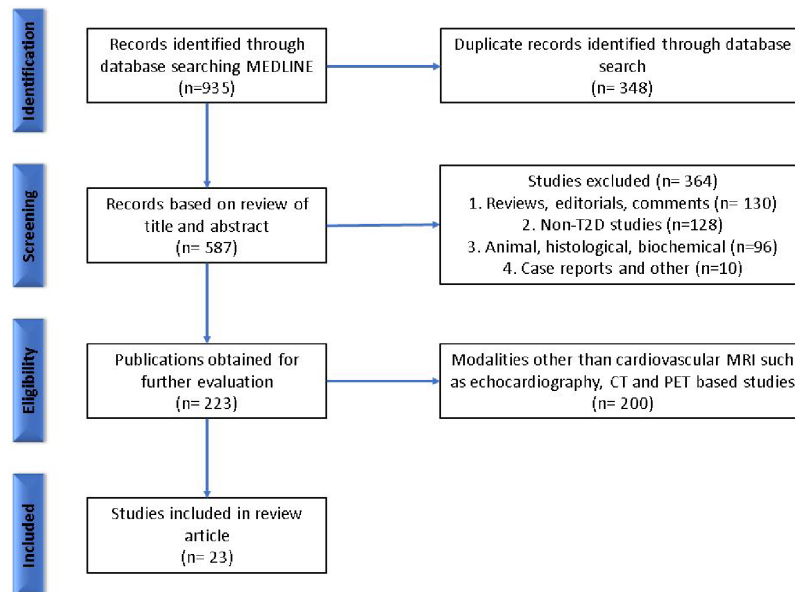 Identification
Records identified through
database searching MEDLINE
(n=935)
Duplicate records identified through database
search
(n= 348)
Screening
Records based on review of
title and abstract
(n= 587)
Studies excluded (n= 364)
1. Reviews, editorials, comments (n= 130)
2. Non-T2D studies (n=128)
3. Animal, histological, biochemical (n=96)
4. Case reports and other (n=10)
Eligibility
Publications obtained for
further evaluation
(n= 223)
Modalities other than cardiovascular MRI such
as echocardiography, CT and PET based studies
(n= 200)
Included
Studies included in review
article
(n= 23)